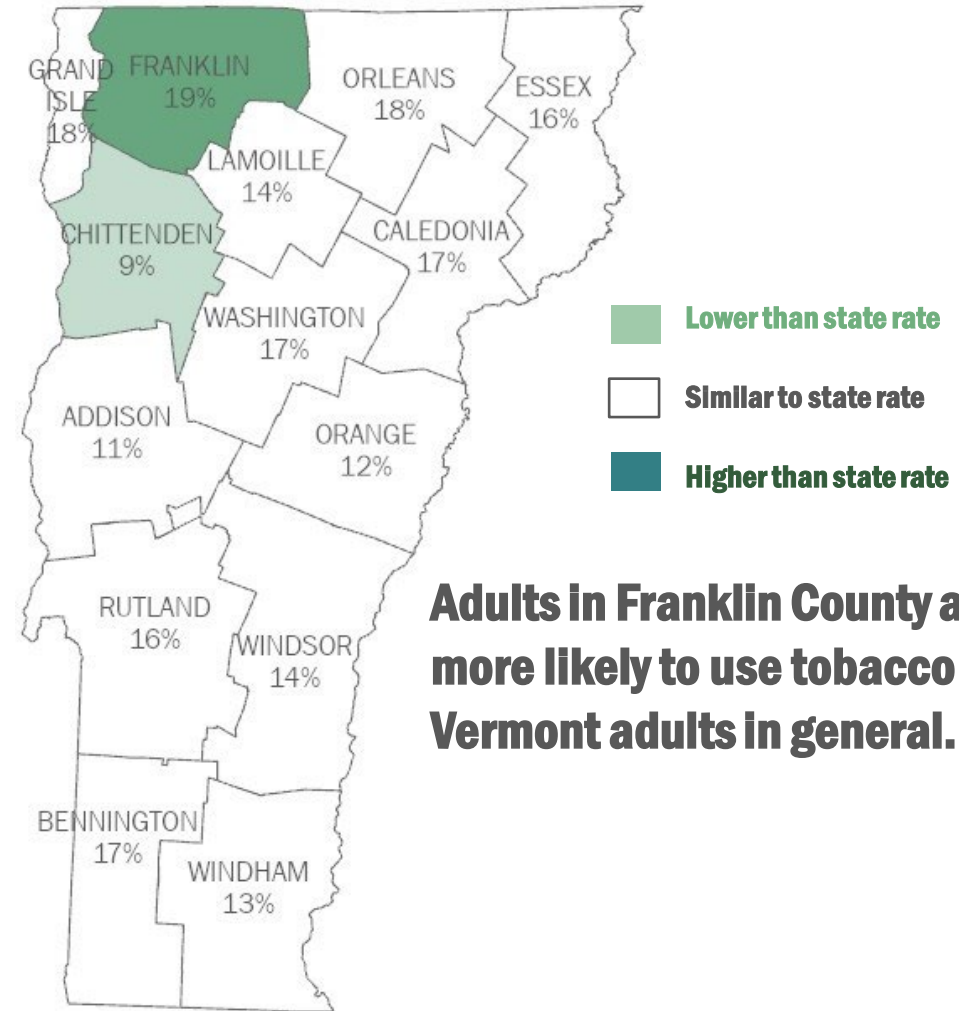 GRAND
ISLE
18%
FRANKLIN
19%
ORLEANS
18%
ESSEX
16%
LAMOILLE
14%
CHITTENDEN
9%
CALEDONIA
17%
WASHINGTON
17%
ADDISON
11%
ORANGE
12%
RUTLAND
16%
WINDSOR
14%
BENNINGTON
17%
WINDHAM
13%
Lower than state rate
Similar to state rate
Higher than state rate
Adults in Franklin County a
more likely to use tobacco
Vermont adults in general.